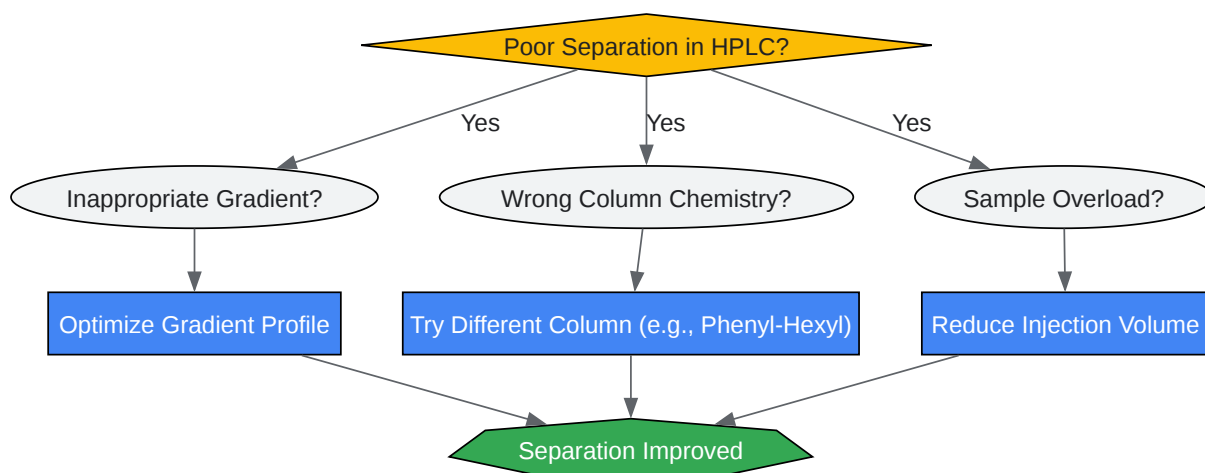 Poor Separation in HPLC?
Yes
Yes
Yes
Inappropriate Gradient?
Wrong Column Chemistry?
Sample Overload?
Optimize Gradient Profile
Try Different Column (e.g., Phenyl-Hexyl)
Reduce Injection Volume
Separation Improved